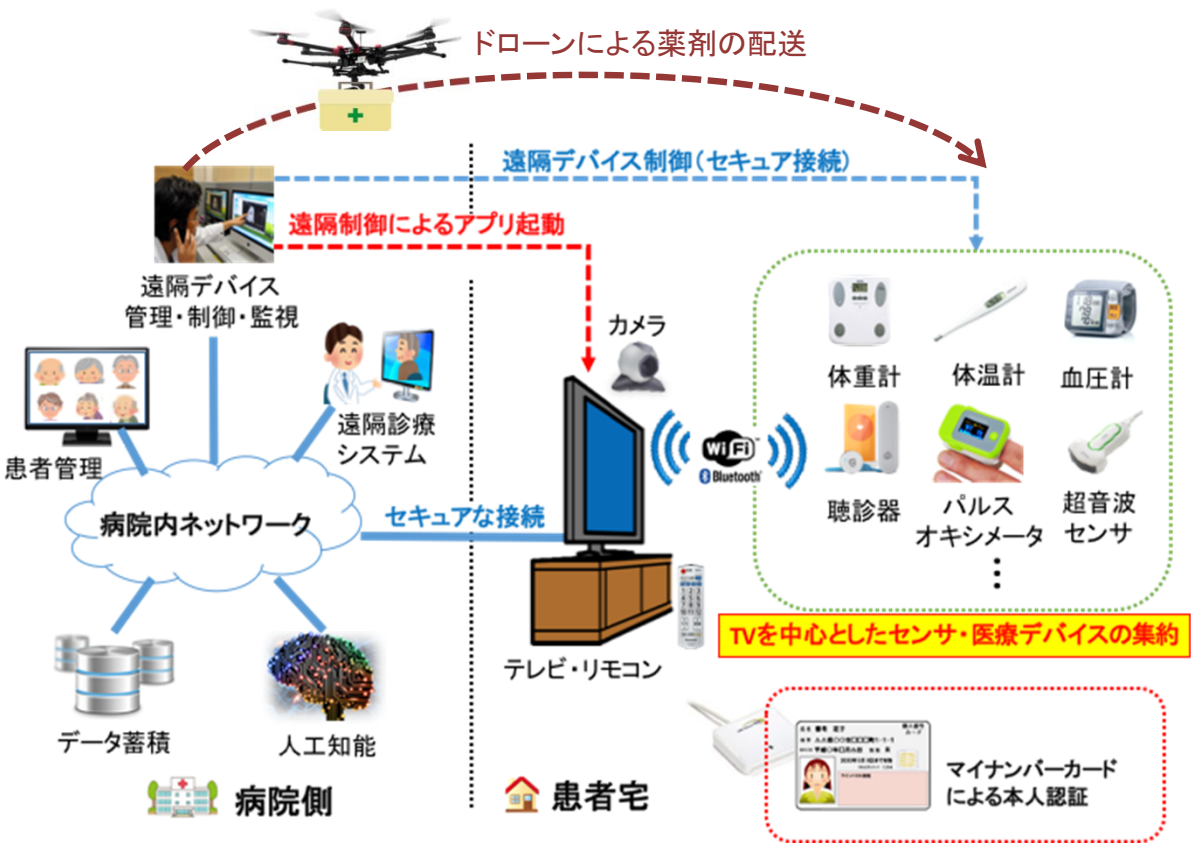 ドローンによる薬剤の配送
遠隔デバイス制御(セキュア接続)
遠隔制御によるアプリ起動
遠隔デバイス
管理・制御・監視
カメラ
体重計
体温計
血圧計
患者管理
遠隔診療
システム
WiFi
Bluetooth
聴診器
パルス
オキシメータ
超音波
センサ
病院内ネットワーク
セキュアな接続
TVを中心としたセンサ・医療デバイスの集約
テレビ・リモコン
データ蓄積
人工知能
マイナンバーカード
による本人認証
病院側
患者宅